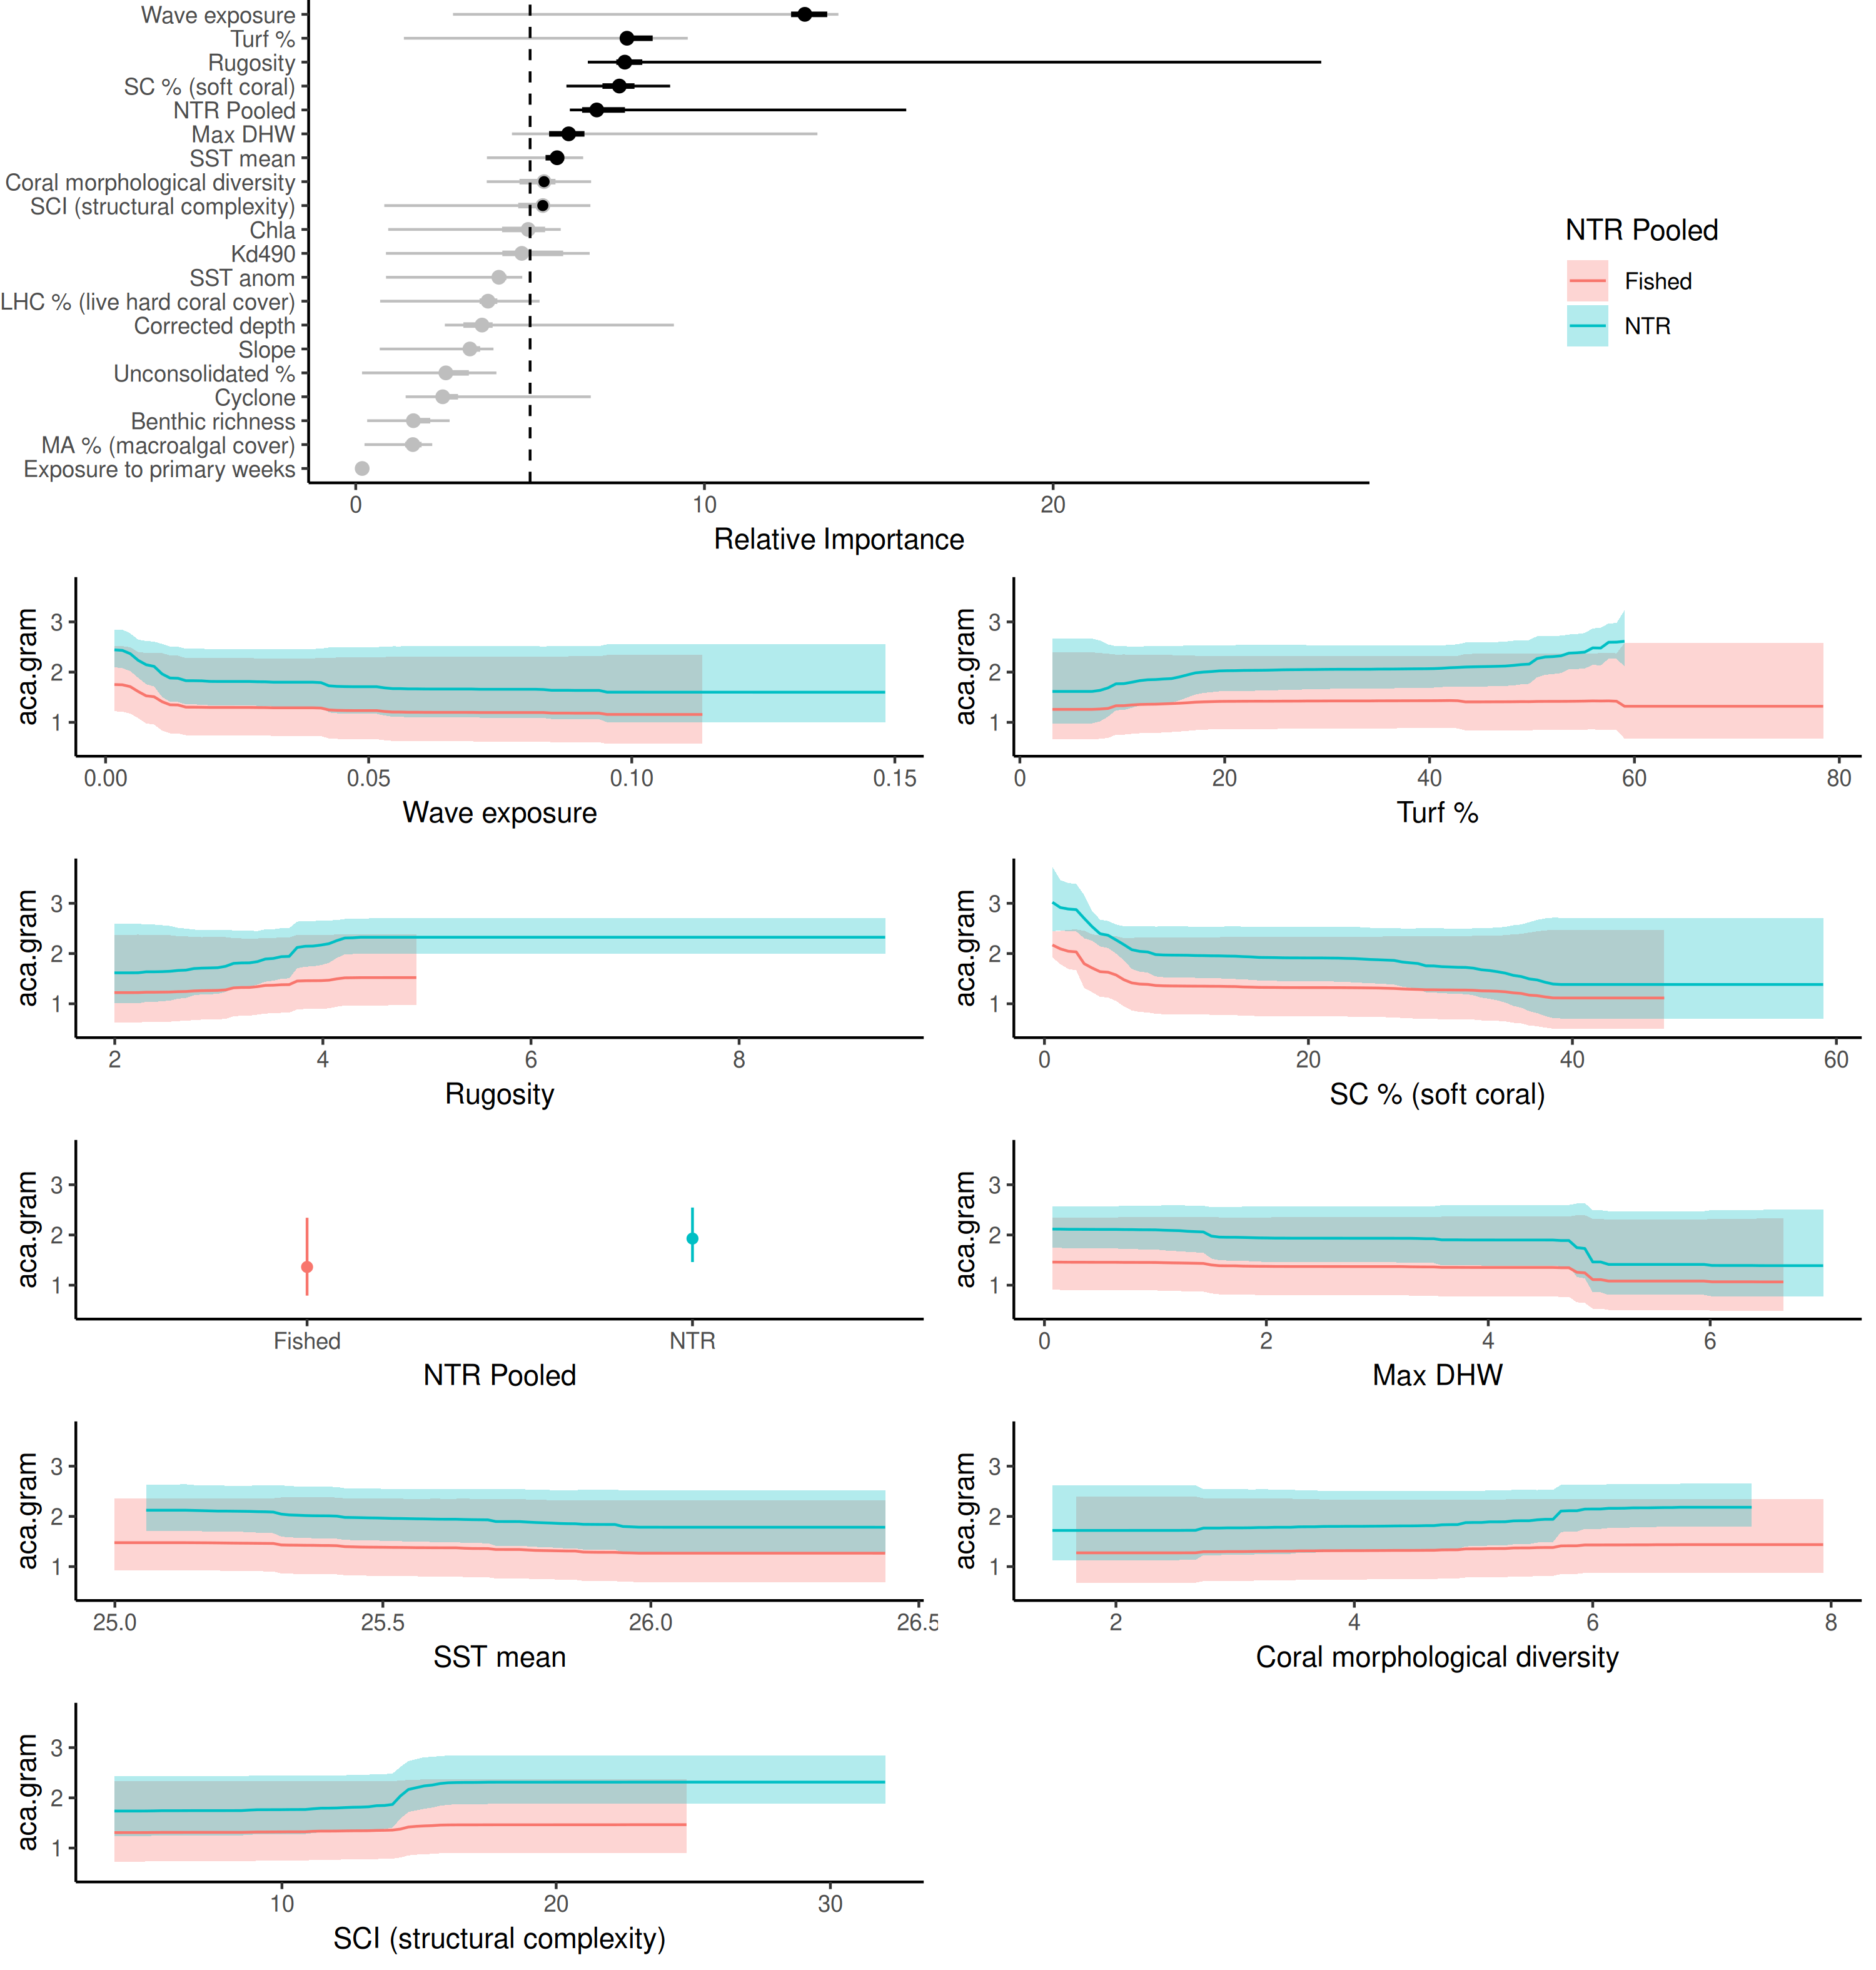 Wave exposure
Turf %
Rugosity
SC % (soft coral)
NTR Pooled
Max DHW
SST mean
Coral morphological diversity
SCI (structural complexity)
Chla
Kd490
SST anom
LHC % (live hard coral cover)
Corrected depth
Slope
Unconsolidated %
Cyclone
Benthic richness
MA % (macroalgal cover)
Exposure to primary weeks
0 10 20
Relative Importance
NTR Pooled
Fished
NTR
aca.gram
3
2
1
0.00 0.05 0.10 0.15
Wave exposure
aca.gram
3
2
1
0 20 40 60 80
Turf %
aca.gram
3
2
1
2 4 6 8
Rugosity
aca.gram
3
2
1
0 20 40 60
SC % (soft coral)
aca.gram
3
2
1
Fished NTR
NTR Pooled
aca.gram
3
2
1
0 2 4 6
Max DHW
aca.gram
3
2
1
25.0 25.5 26.0 26.5
SST mean
aca.gram
3
2
1
2 4 6 8
Coral morphological diversity
aca.gram
3
2
1
10 20 30
SCI (structural complexity)